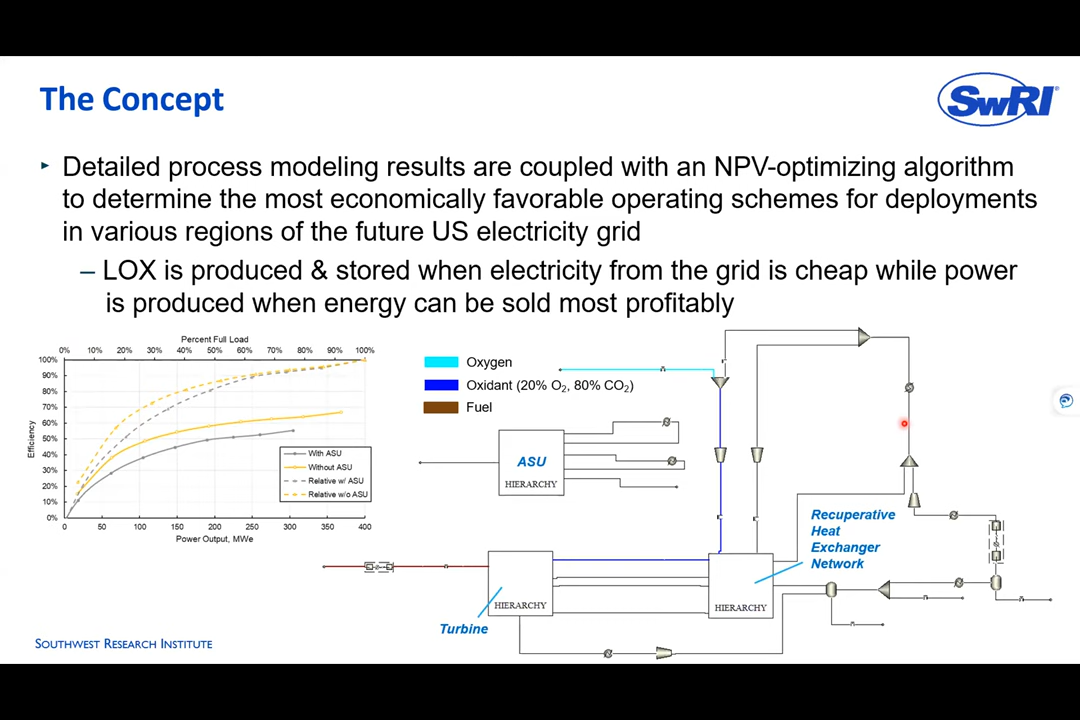 The Concept
SwRI
Detailed process modeling results are coupled with an NPV-optimizing algorithm
to determine the most economically favorable operating schemes for deployments
in various regions of the future US electricity grid
– LOX is produced & stored when electricity from the grid is cheap while power
is produced when energy can be sold most profitably
Percent Full Load
0% 10% 20% 30% 40% 50% 60% 70% 80% 90% 100%
100%
90%
80%
70%
60%
50%
40%
30%
20%
10%
0%
Efficiency
With ASU
Without ASU
Relative w/ ASU
Relative w/o ASU
0 50 100 150 200 250 300 350 400
Power Output, MWe
Oxygen
Oxidant (20% O₂, 80% CO₂)
Fuel
ASU
HIERARCHY
Recuperative
Heat
Exchanger
Network
HIERARCHY
HIERARCHY
Turbine
SOUTHWEST RESEARCH INSTITUTE